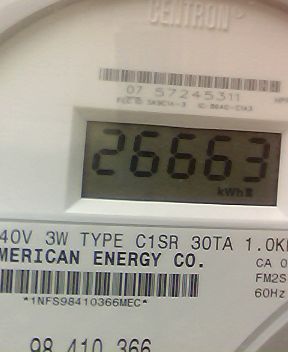 CENTRON®
07 57245311
26663
kWh
40V 3W TYPE C1SR 30TA 1.0K
MERICAN ENERGY CO.
CA 0
FM2S
60Hz
*1NFS98410366MEC*
98 410 366